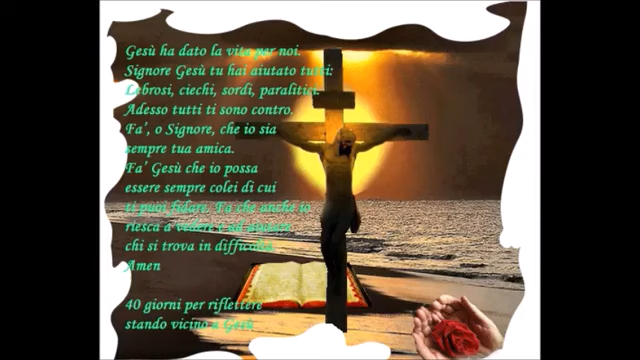 Gesù ha dato la vita per noi.
Signore Gesù tu hai aiutato tutti:
Lebrosi, ciechi, sordi, paralitici.
Adesso tutti ti sono contro.
Fa', o Signore, che io sia
sempre tua amica.
Fa' Gesù che io possa
essere sempre colei di cui
ti puoi fidare. Fa che anche io
riesca a vedere e ad aiutare
chi si trova in difficoltà.
Amen
40 giorni per riflettere
stando vicino a Gesù